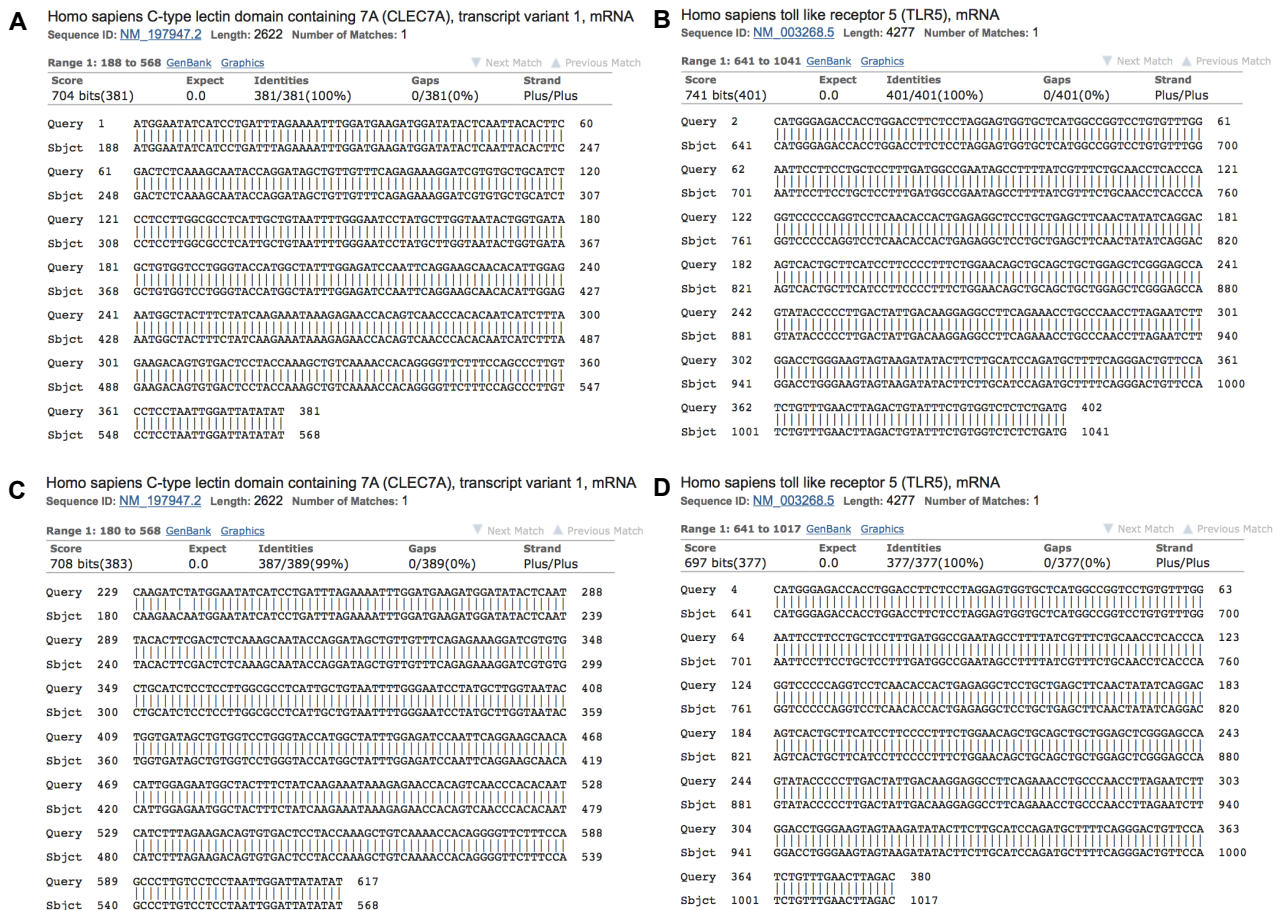 A
Homo sapiens C-type lectin domain containing 7A (CLEC7A), transcript variant 1, mRNA
Sequence ID: NM_197947.2 Length: 2622 Number of Matches: 1
Range 1: 188 to 568 GenBank Graphics Next Match Previous Match
Score Expect Identities Gaps Strand
704 bits(381) 0.0 381/381(100%) 0/381(0%) Plus/Plus
Query 1 ATGGAATATCATCCTGATTTAGAAAATTTGGATGAAGATGGATATACTCAATTACACTTC 60
Sbjct 188 ATGGAATATCATCCTGATTTAGAAAATTTGGATGAAGATGGATATACTCAATTACACTTC 247
Query 61 GACTCTCAAAGCAATACCAGGATAGCTGTTGTTTCAGAGAAAGGATCGTGTGCTGCATCT 120
Sbjct 248 GACTCTCAAAGCAATACCAGGATAGCTGTTGTTTCAGAGAAAGGATCGTGTGCTGCATCT 307
Query 121 CCTCCTTGGCGCCTCATTGCTGTAATTTTGGGAATCCTATGCTTGGTAATACTGGTGATA 180
Sbjct 308 CCTCCTTGGCGCCTCATTGCTGTAATTTTGGGAATCCTATGCTTGGTAATACTGGTGATA 367
Query 181 GCTGTGGTCCTGGGTACCATGGCTATTTGGAGATCCAATTCAGGAAGCAACACATTGGAG 240
Sbjct 368 GCTGTGGTCCTGGGTACCATGGCTATTTGGAGATCCAATTCAGGAAGCAACACATTGGAG 427
Query 241 AATGGCTACTTTCTATCAAGAAATAAAGAGAACCACAGTCAACCCACACAATCATCTTTA 300
Sbjct 428 AATGGCTACTTTCTATCAAGAAATAAAGAGAACCACAGTCAACCCACACAATCATCTTTA 487
Query 301 GAAGACAGTGTGACTCCTACCAAAGCTGTCAAAACCACAGGGGTTCTTTCCAGCCCTTGT 360
Sbjct 488 GAAGACAGTGTGACTCCTACCAAAGCTGTCAAAACCACAGGGGTTCTTTCCAGCCCTTGT 547
Query 361 CCTCCTAATTGGATTATATAT 381
Sbjct 548 CCTCCTAATTGGATTATATAT 568
B
Homo sapiens toll like receptor 5 (TLR5), mRNA
Sequence ID: NM_003268.5 Length: 4277 Number of Matches: 1
Range 1: 641 to 1041 GenBank Graphics Next Match Previous Match
Score Expect Identities Gaps Strand
741 bits(401) 0.0 401/401(100%) 0/401(0%) Plus/Plus
Query 2 CATGGGAGACCACCTGGACCTTCTCCTAGGAGTGGTGCTCATGGCCGGTCCTGTGTTTGG 61
Sbjct 641 CATGGGAGACCACCTGGACCTTCTCCTAGGAGTGGTGCTCATGGCCGGTCCTGTGTTTGG 700
Query 62 AATTCCTTCCTGCTCCTTTGATGGCCGAATAGCCTTTTATCGTTTCTGCAACCTCACCCA 121
Sbjct 701 AATTCCTTCCTGCTCCTTTGATGGCCGAATAGCCTTTTATCGTTTCTGCAACCTCACCCA 760
Query 122 GGTCCCCCAGGTCCTCAACACCACTGAGAGGCTCCTGCTGAGCTTCAACTATATCAGGAC 181
Sbjct 761 GGTCCCCCAGGTCCTCAACACCACTGAGAGGCTCCTGCTGAGCTTCAACTATATCAGGAC 820
Query 182 AGTCACTGCTTCATCCTTCCCCTTTCTGGAACAGCTGCAGCTGCTGGAGCTCGGGAGCCA 241
Sbjct 821 AGTCACTGCTTCATCCTTCCCCTTTCTGGAACAGCTGCAGCTGCTGGAGCTCGGGAGCCA 880
Query 242 GTATACCCCCTTGACTATTGACAAGGAGGCCTTCAGAAACCTGCCCAACCTTAGAATCTT 301
Sbjct 881 GTATACCCCCTTGACTATTGACAAGGAGGCCTTCAGAAACCTGCCCAACCTTAGAATCTT 940
Query 302 GGACCTGGGAAGTAGTAAGATATACTTCTTGCATCCAGATGCTTTTCAGGGACTGTTCCA 361
Sbjct 941 GGACCTGGGAAGTAGTAAGATATACTTCTTGCATCCAGATGCTTTTCAGGGACTGTTCCA 1000
Query 362 TCTGTTTGAACTTAGACTGTATTTCTGTGGTCTCTCTGATG 402
Sbjct 1001 TCTGTTTGAACTTAGACTGTATTTCTGTGGTCTCTCTGATG 1041
C
Homo sapiens C-type lectin domain containing 7A (CLEC7A), transcript variant 1, mRNA
Sequence ID: NM_197947.2 Length: 2622 Number of Matches: 1
Range 1: 180 to 568 GenBank Graphics Next Match Previous Match
Score Expect Identities Gaps Strand
708 bits(383) 0.0 387/389(99%) 0/389(0%) Plus/Plus
Query 229 CAAGATCTATGGAATATCATCCTGATTTAGAAAATTTGGATGAAGATGGATATACTCAAT 288
Sbjct 180 CAAGAACAATGGAATATCATCCTGATTTAGAAAATTTGGATGAAGATGGATATACTCAAT 239
Query 289 TACACTTCGACTCTCAAAGCAATACCAGGATAGCTGTTGTTTCAGAGAAAGGATCGTGTG 348
Sbjct 240 TACACTTCGACTCTCAAAGCAATACCAGGATAGCTGTTGTTTCAGAGAAAGGATCGTGTG 299
Query 349 CTGCATCTCCTCCTTGGCGCCTCATTGCTGTAATTTTGGGAATCCTATGCTTGGTAATAC 408
Sbjct 300 CTGCATCTCCTCCTTGGCGCCTCATTGCTGTAATTTTGGGAATCCTATGCTTGGTAATAC 359
Query 409 TGGTGATAGCTGTGGTCCTGGGTACCATGGCTATTTGGAGATCCAATTCAGGAAGCAACA 468
Sbjct 360 TGGTGATAGCTGTGGTCCTGGGTACCATGGCTATTTGGAGATCCAATTCAGGAAGCAACA 419
Query 469 CATTGGAGAATGGCTACTTTCTATCAAGAAATAAAGAGAACCACAGTCAACCCACACAAT 528
Sbjct 420 CATTGGAGAATGGCTACTTTCTATCAAGAAATAAAGAGAACCACAGTCAACCCACACAAT 479
Query 529 CATCTTTAGAAGACAGTGTGACTCCTACCAAAGCTGTCAAAACCACAGGGGTTCTTTCCA 588
Sbjct 480 CATCTTTAGAAGACAGTGTGACTCCTACCAAAGCTGTCAAAACCACAGGGGTTCTTTCCA 539
Query 589 GCCCTTGTCCTCCTAATTGGATTATATAT 617
Sbjct 540 GCCCTTGTCCTCCTAATTGGATTATATAT 568
D
Homo sapiens toll like receptor 5 (TLR5), mRNA
Sequence ID: NM_003268.5 Length: 4277 Number of Matches: 1
Range 1: 641 to 1017 GenBank Graphics Next Match Previous Match
Score Expect Identities Gaps Strand
697 bits(377) 0.0 377/377(100%) 0/377(0%) Plus/Plus
Query 4 CATGGGAGACCACCTGGACCTTCTCCTAGGAGTGGTGCTCATGGCCGGTCCTGTGTTTGG 63
Sbjct 641 CATGGGAGACCACCTGGACCTTCTCCTAGGAGTGGTGCTCATGGCCGGTCCTGTGTTTGG 700
Query 64 AATTCCTTCCTGCTCCTTTGATGGCCGAATAGCCTTTTATCGTTTCTGCAACCTCACCCA 123
Sbjct 701 AATTCCTTCCTGCTCCTTTGATGGCCGAATAGCCTTTTATCGTTTCTGCAACCTCACCCA 760
Query 124 GGTCCCCCAGGTCCTCAACACCACTGAGAGGCTCCTGCTGAGCTTCAACTATATCAGGAC 183
Sbjct 761 GGTCCCCCAGGTCCTCAACACCACTGAGAGGCTCCTGCTGAGCTTCAACTATATCAGGAC 820
Query 184 AGTCACTGCTTCATCCTTCCCCTTTCTGGAACAGCTGCAGCTGCTGGAGCTCGGGAGCCA 243
Sbjct 821 AGTCACTGCTTCATCCTTCCCCTTTCTGGAACAGCTGCAGCTGCTGGAGCTCGGGAGCCA 880
Query 244 GTATACCCCCTTGACTATTGACAAGGAGGCCTTCAGAAACCTGCCCAACCTTAGAATCTT 303
Sbjct 881 GTATACCCCCTTGACTATTGACAAGGAGGCCTTCAGAAACCTGCCCAACCTTAGAATCTT 940
Query 304 GGACCTGGGAAGTAGTAAGATATACTTCTTGCATCCAGATGCTTTTCAGGGACTGTTCCA 363
Sbjct 941 GGACCTGGGAAGTAGTAAGATATACTTCTTGCATCCAGATGCTTTTCAGGGACTGTTCCA 1000
Query 364 TCTGTTTGAACTTAGAC 380
Sbjct 1001 TCTGTTTGAACTTAGAC 1017